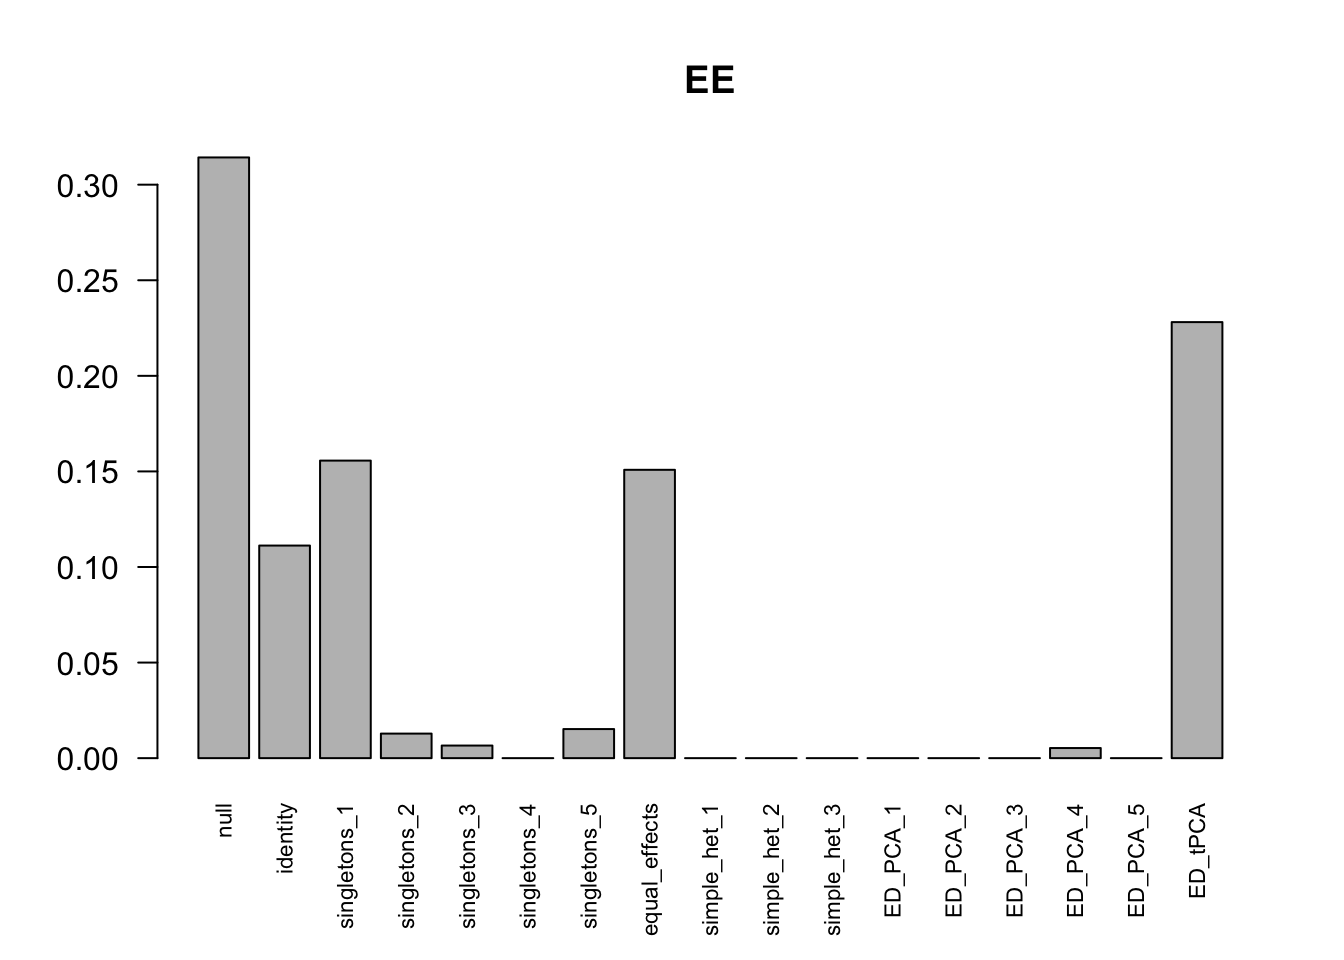 EE
0.30
0.25
0.20
0.15
0.10
0.05
0.00
null
identity
singletons_1
singletons_2
singletons_3
singletons_4
singletons_5
equal_effects
simple_het_1
simple_het_2
simple_het_3
ED_PCA_1
ED_PCA_2
ED_PCA_3
ED_PCA_4
ED_PCA_5
ED_tPCA